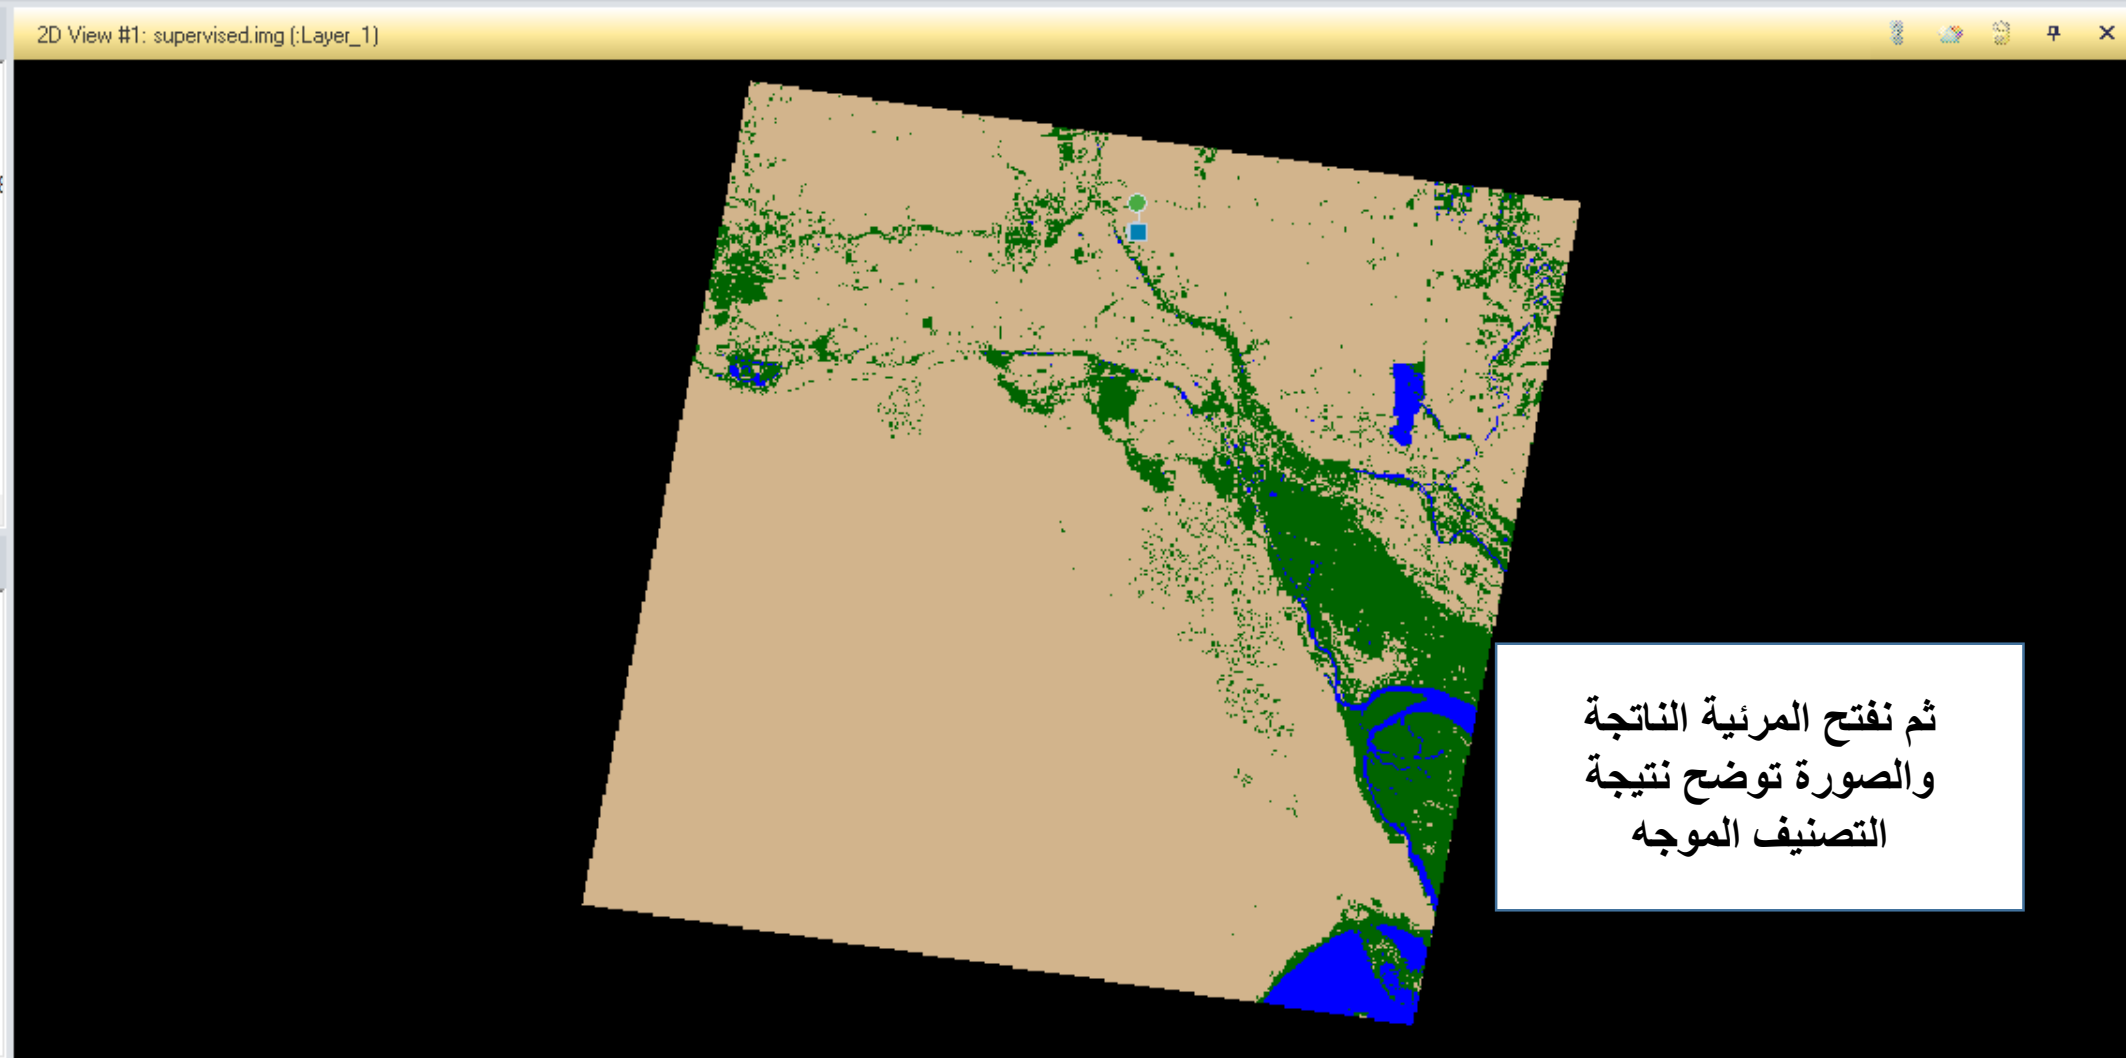 2D View #1: supervised.img (:Layer_1)
ثم نفتح المرئية الناتجة
والصورة توضح نتيجة
التصنيف الموجه